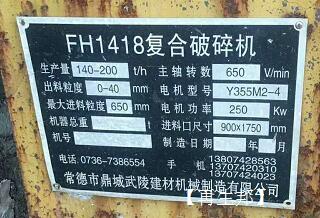 FH1418复合破碎机
生产量 140-200 t/h 主轴转数 650 V/min
出料粒度 0-40 mm 电机型号 Y355M2-4
最大进料粒度 650 mm 电机功率 250 Kw
机器总重 t 进料口尺寸 900×1750 mm
机号 制造日期 年 月
电话 0736-7386554 手机 13807428563
13707420310
13707424023
常德市鼎城武陵建材机械制造有限公司